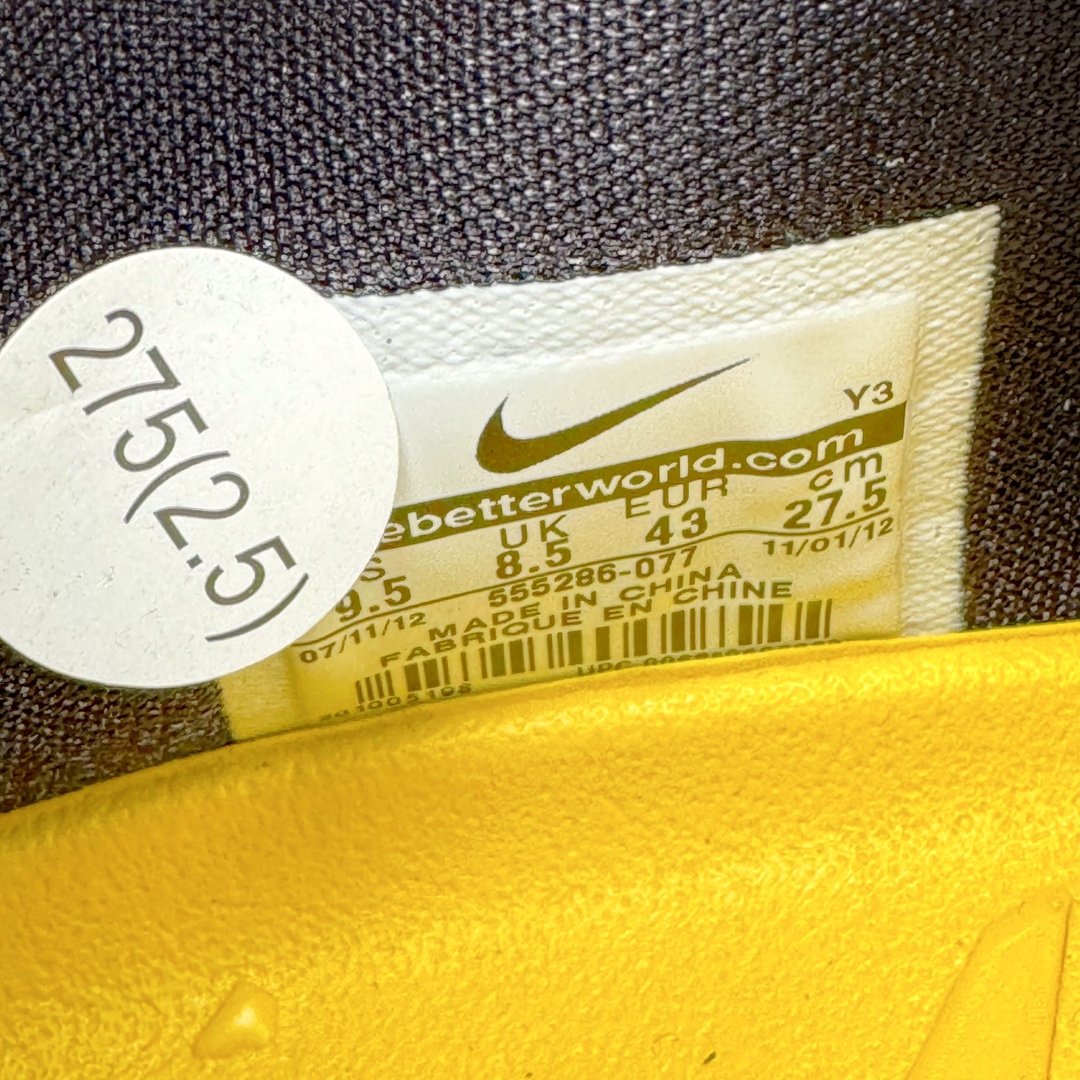 275(2.5)
Y3
ebetterworld.com
S UK EUR cm
9.5 8.5 43 27.5
07/11/12 555286-077 11/01/12
MADE IN CHINA
FABRIQUE EN CHINE